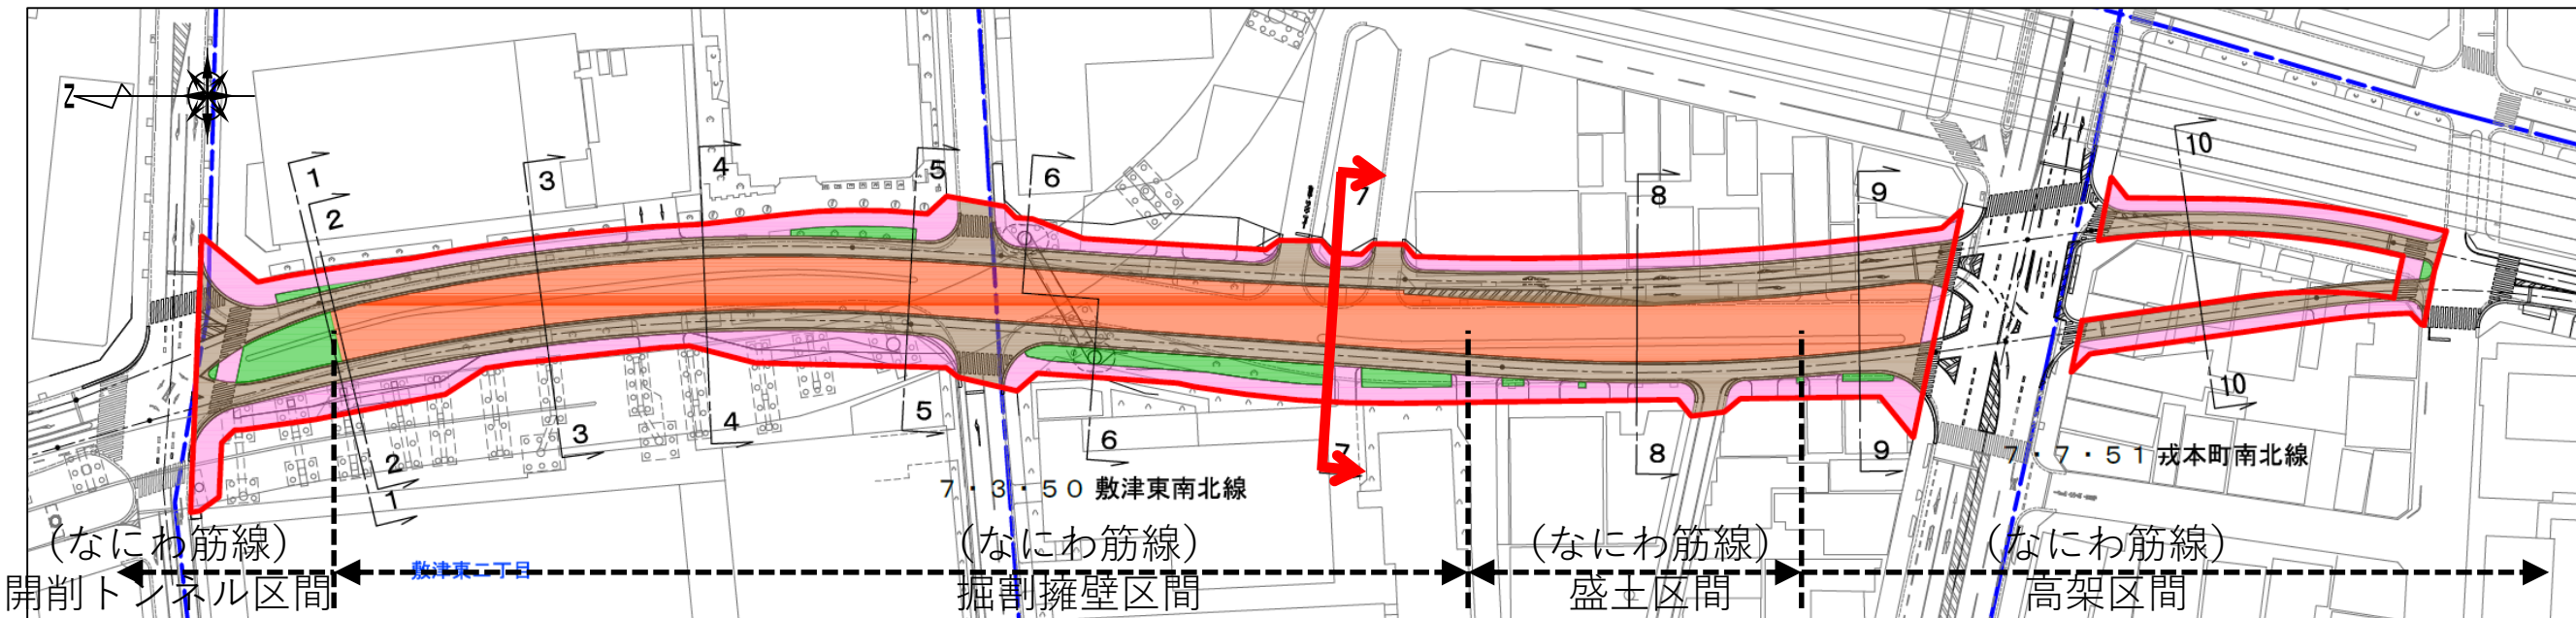 Z
1
2
3
4
5
6
7
8
9
10
1
2
3
4
5
6
7
8
9
10
7・3・50 敷津東南北線
7・7・51 戎本町南北線
敷津東二丁目
(なにわ筋線)
開削トンネル区間
(なにわ筋線)
掘割擁壁区間
(なにわ筋線)
盛土区間
(なにわ筋線)
高架区間